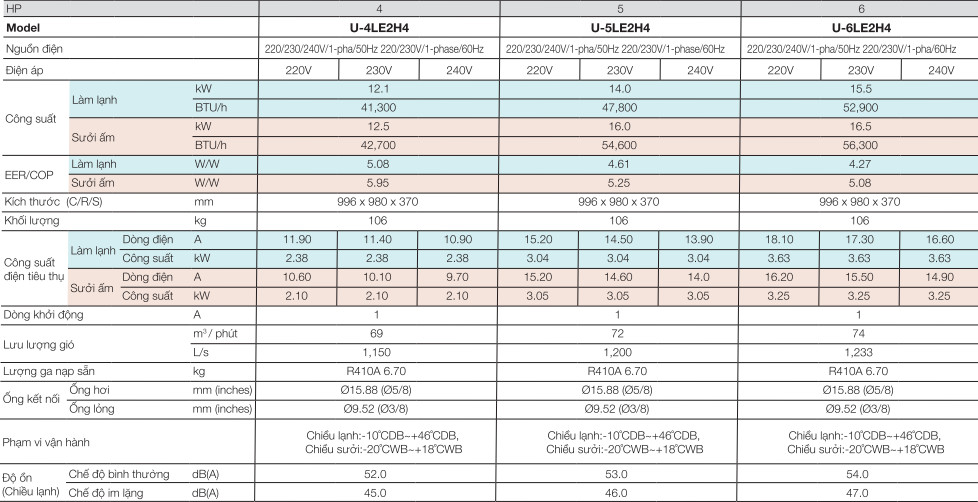 HP 4 5 6
Model U-4LE2H4 U-5LE2H4 U-6LE2H4
Nguồn điện 220/230/240V/1-pha/50Hz 220/230V/1-phase/60Hz 220/230/240V/1-pha/50Hz 220/230V/1-phase/60Hz 220/230/240V/1-pha/50Hz 220/230V/1-phase/60Hz
Điện áp 220V 230V 240V 220V 230V 240V 220V 230V 240V
Công suất Làm lạnh kW 12.1 14.0 15.5
BTU/h 41,300 47,800 52,900
Sưởi ấm kW 12.5 16.0 16.5
BTU/h 42,700 54,600 56,300
EER/COP Làm lạnh W/W 5.08 4.61 4.27
Sưởi ấm W/W 5.95 5.25 5.08
Kích thước (C/R/S) mm 996 x 980 x 370 996 x 980 x 370 996 x 980 x 370
Khối lượng kg 106 106 106
Công suất điện tiêu thụ Làm lạnh Dòng điện A 11.90 11.40 10.90 15.20 14.50 13.90 18.10 17.30 16.60
Công suất kW 2.38 2.38 2.38 3.04 3.04 3.04 3.63 3.63 3.63
Sưởi ấm Dòng điện A 10.60 10.10 9.70 15.20 14.60 14.0 16.20 15.50 14.90
Công suất kW 2.10 2.10 2.10 3.05 3.05 3.05 3.25 3.25 3.25
Dòng khởi động A 1 1 1
Lưu lượng gió m³/ phút 69 72 74
L/s 1,150 1,200 1,233
Lượng ga nạp sẵn kg R410A 6.70 R410A 6.70 R410A 6.70
Ống kết nối Ống hơi mm (inches) Ø15.88 (Ø5/8) Ø15.88 (Ø5/8) Ø15.88 (Ø5/8)
Ống lỏng mm (inches) Ø9.52 (Ø3/8) Ø9.52 (Ø3/8) Ø9.52 (Ø3/8)
Phạm vi vận hành Chiều lạnh:-10°CDB~+46°CDB, Chiều lạnh:-10°CDB~+46°CDB, Chiều lạnh:-10°CDB~+46°CDB,
Chiều sưởi:-20°CWB~+18°CWB Chiều sưởi:-20°CWB~+18°CWB Chiều sưởi:-20°CWB~+18°CWB
Độ ồn (Chiều lạnh) Chế độ bình thường dB(A) 52.0 53.0 54.0
Chế độ im lặng dB(A) 45.0 46.0 47.0